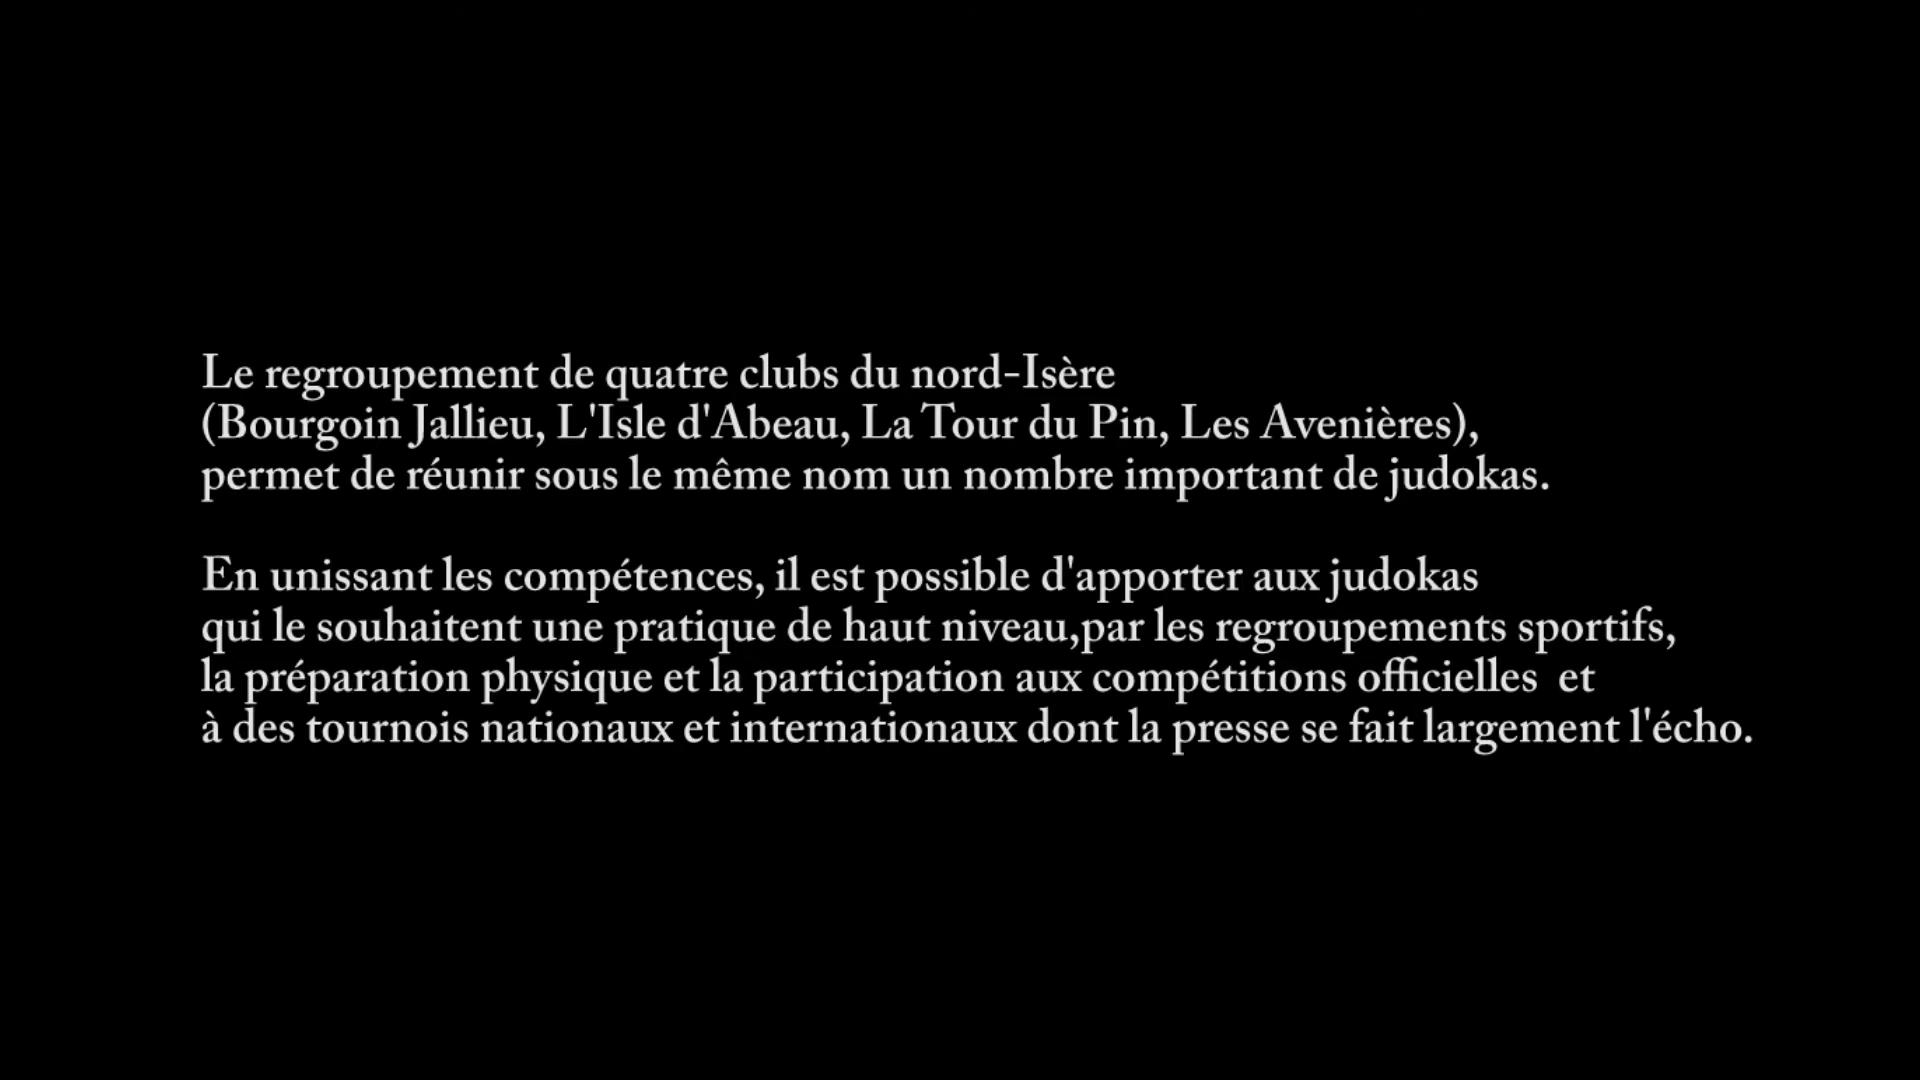 Le regroupement de quatre clubs du nord-Isère
(Bourgoin Jallieu, L'Isle d'Abeau, La Tour du Pin, Les Avenières),
permet de réunir sous le même nom un nombre important de judokas.
En unissant les compétences, il est possible d'apporter aux judokas
qui le souhaitent une pratique de haut niveau,par les regroupements sportifs,
la préparation physique et la participation aux compétitions officielles  et
à des tournois nationaux et internationaux dont la presse se fait largement l'écho.